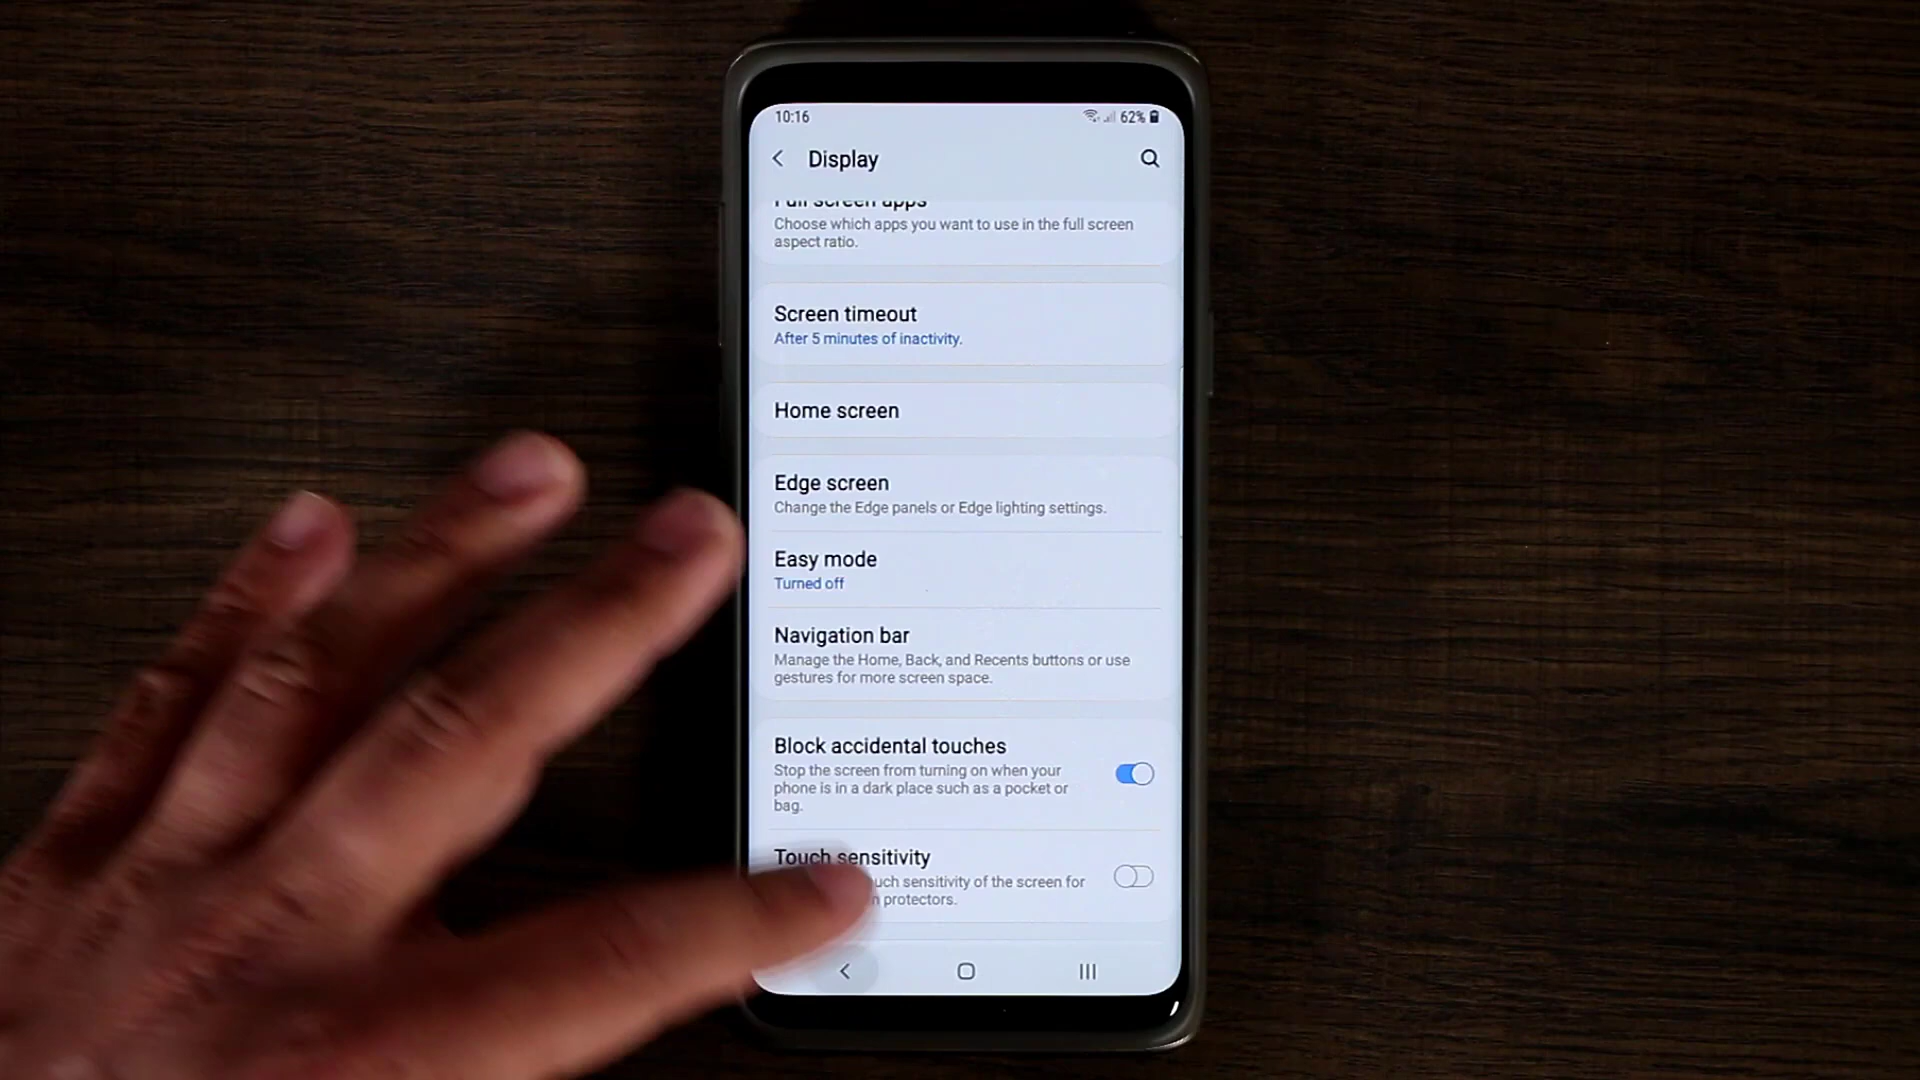 10:16
62%
Display
Full screen apps
Choose which apps you want to use in the full screen
aspect ratio.
Screen timeout
After 5 minutes of inactivity.
Home screen
Edge screen
Change the Edge panels or Edge lighting settings.
Easy mode
Turned off
Navigation bar
Manage the Home, Back, and Recents buttons or use
gestures for more screen space.
Block accidental touches
Stop the screen from turning on when your
phone is in a dark place such as a pocket or
bag.
Touch sensitivity
sensitivity of the screen for
protectors.